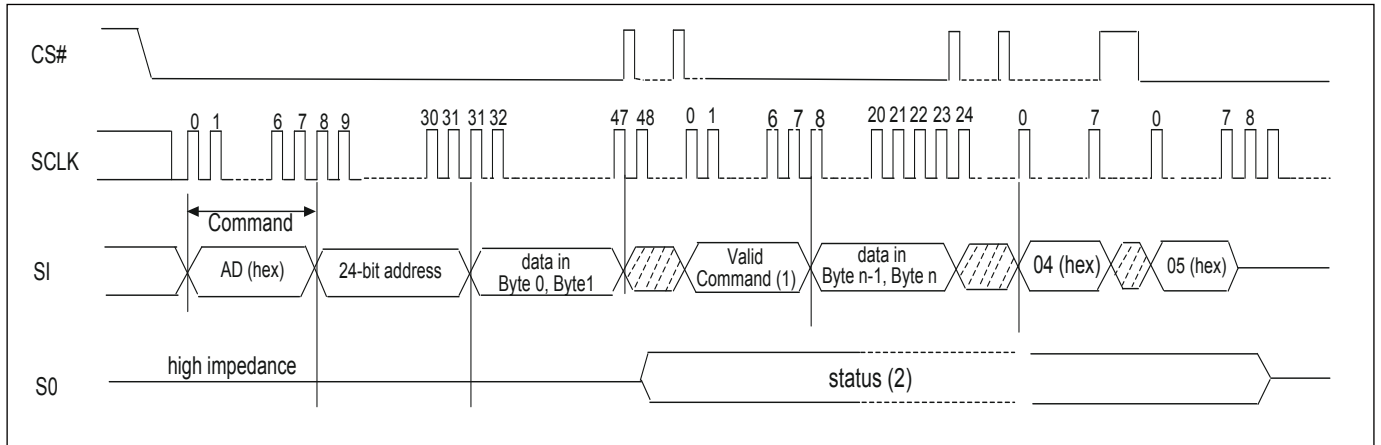 CS#
0 1 6 7 8 9 30 31 31 32 47 48 0 1 6 7 8 20 21 22 23 24 0 7 0 7 8
SCLK
Command
SI
AD (hex)
24-bit address
data in
Byte 0, Byte1
Valid
Command (1)
data in
Byte n-1, Byte n
04 (hex)
05 (hex)
high impedance
S0
status (2)